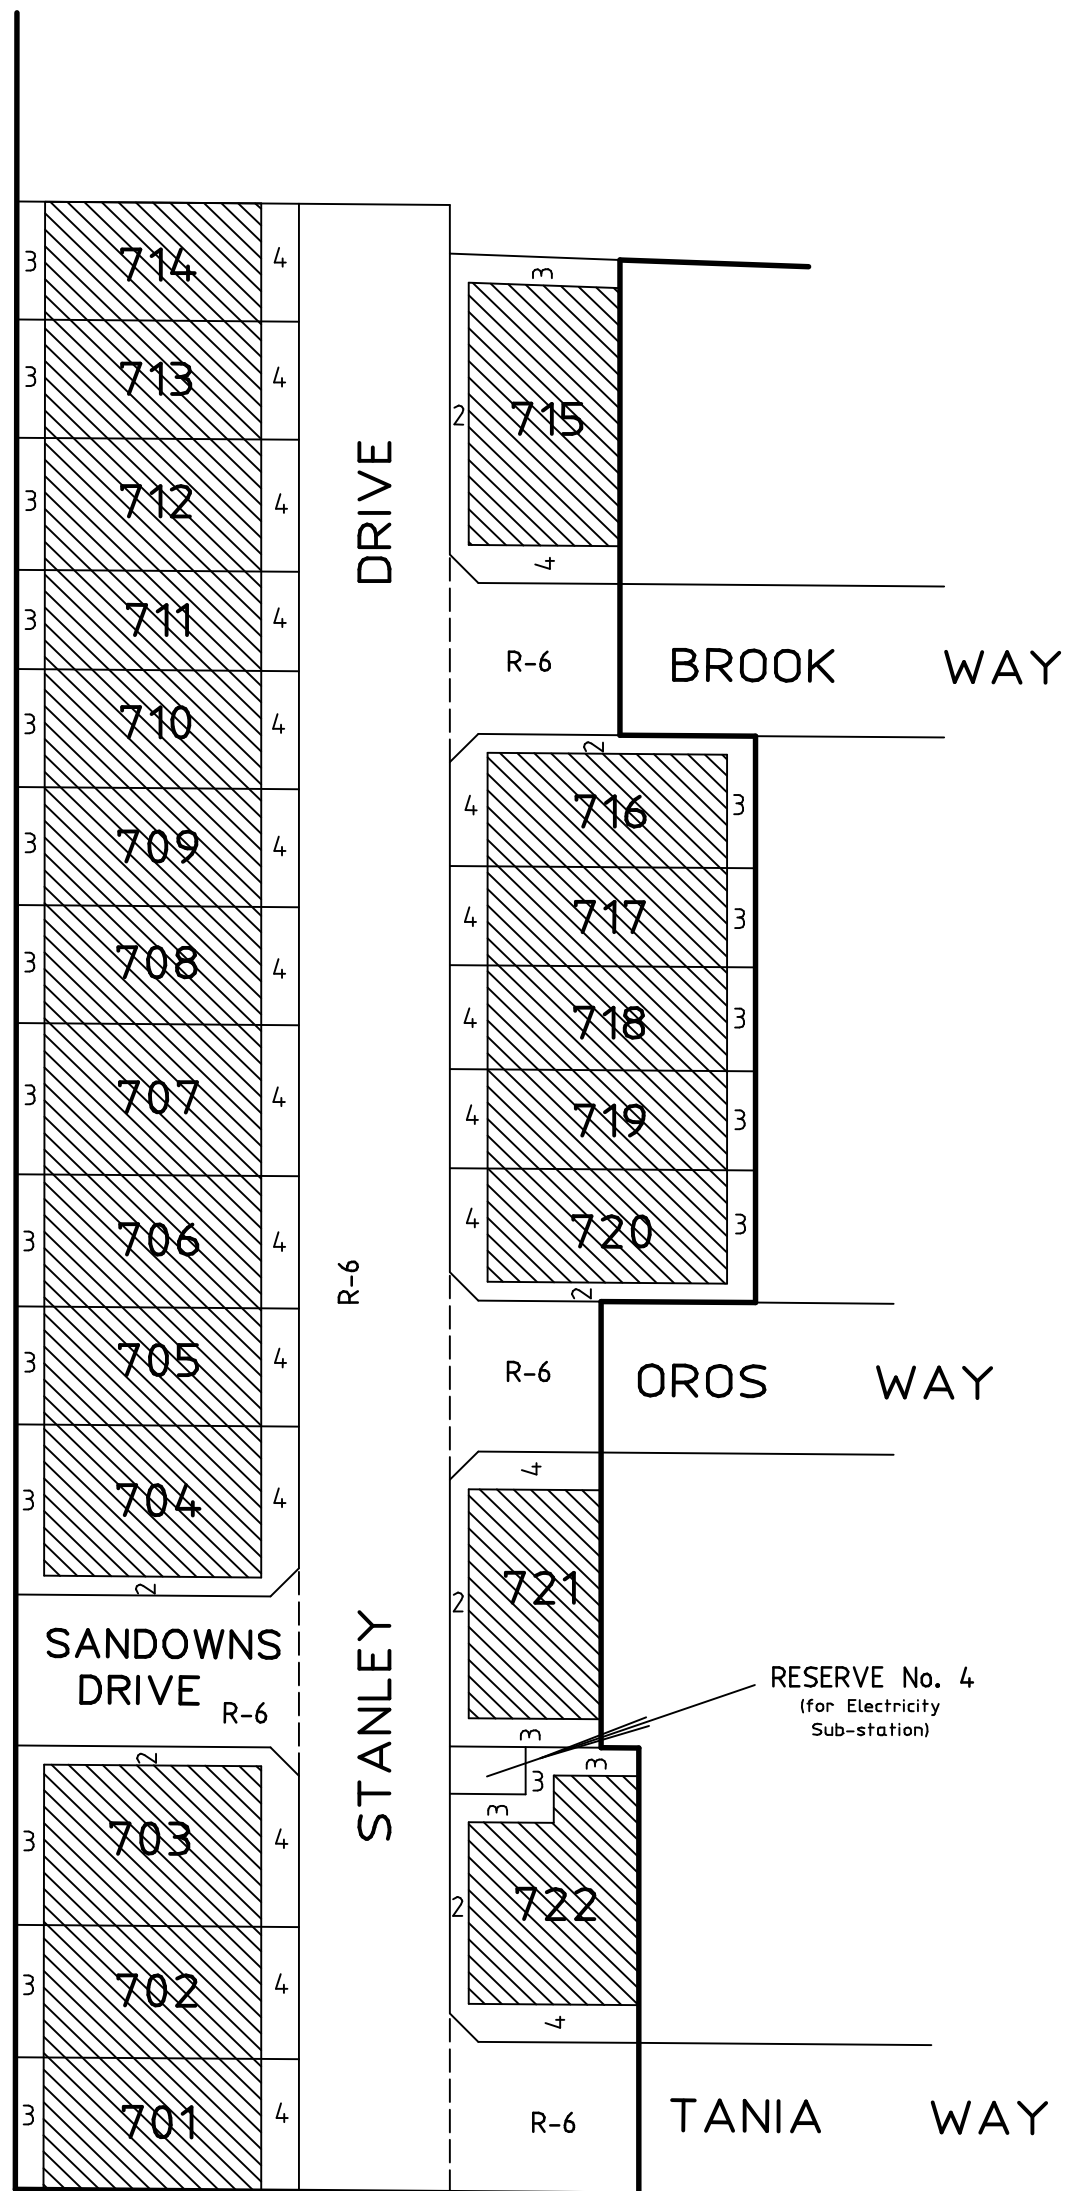 3 714 4
3
3 713 4
2 715
3 712 4
DRIVE
4
3 711 4
R-6 BROOK WAY
3 710 4
2
4 716 3
3 709 4
4 717 3
3 708 4
4 718 3
3 707 4
4 719 3
3 706 4
4 720 3
R-6
2
3 705 4
R-6 OROS WAY
4
3 704 4
2
2 721
SANDOWNS
DRIVE
R-6
STANLEY
RESERVE No. 4
(for Electricity
Sub-station)
3
2
3
3
3
3 703 4
2 722
3 702 4
4
3 701 4
R-6 TANIA WAY